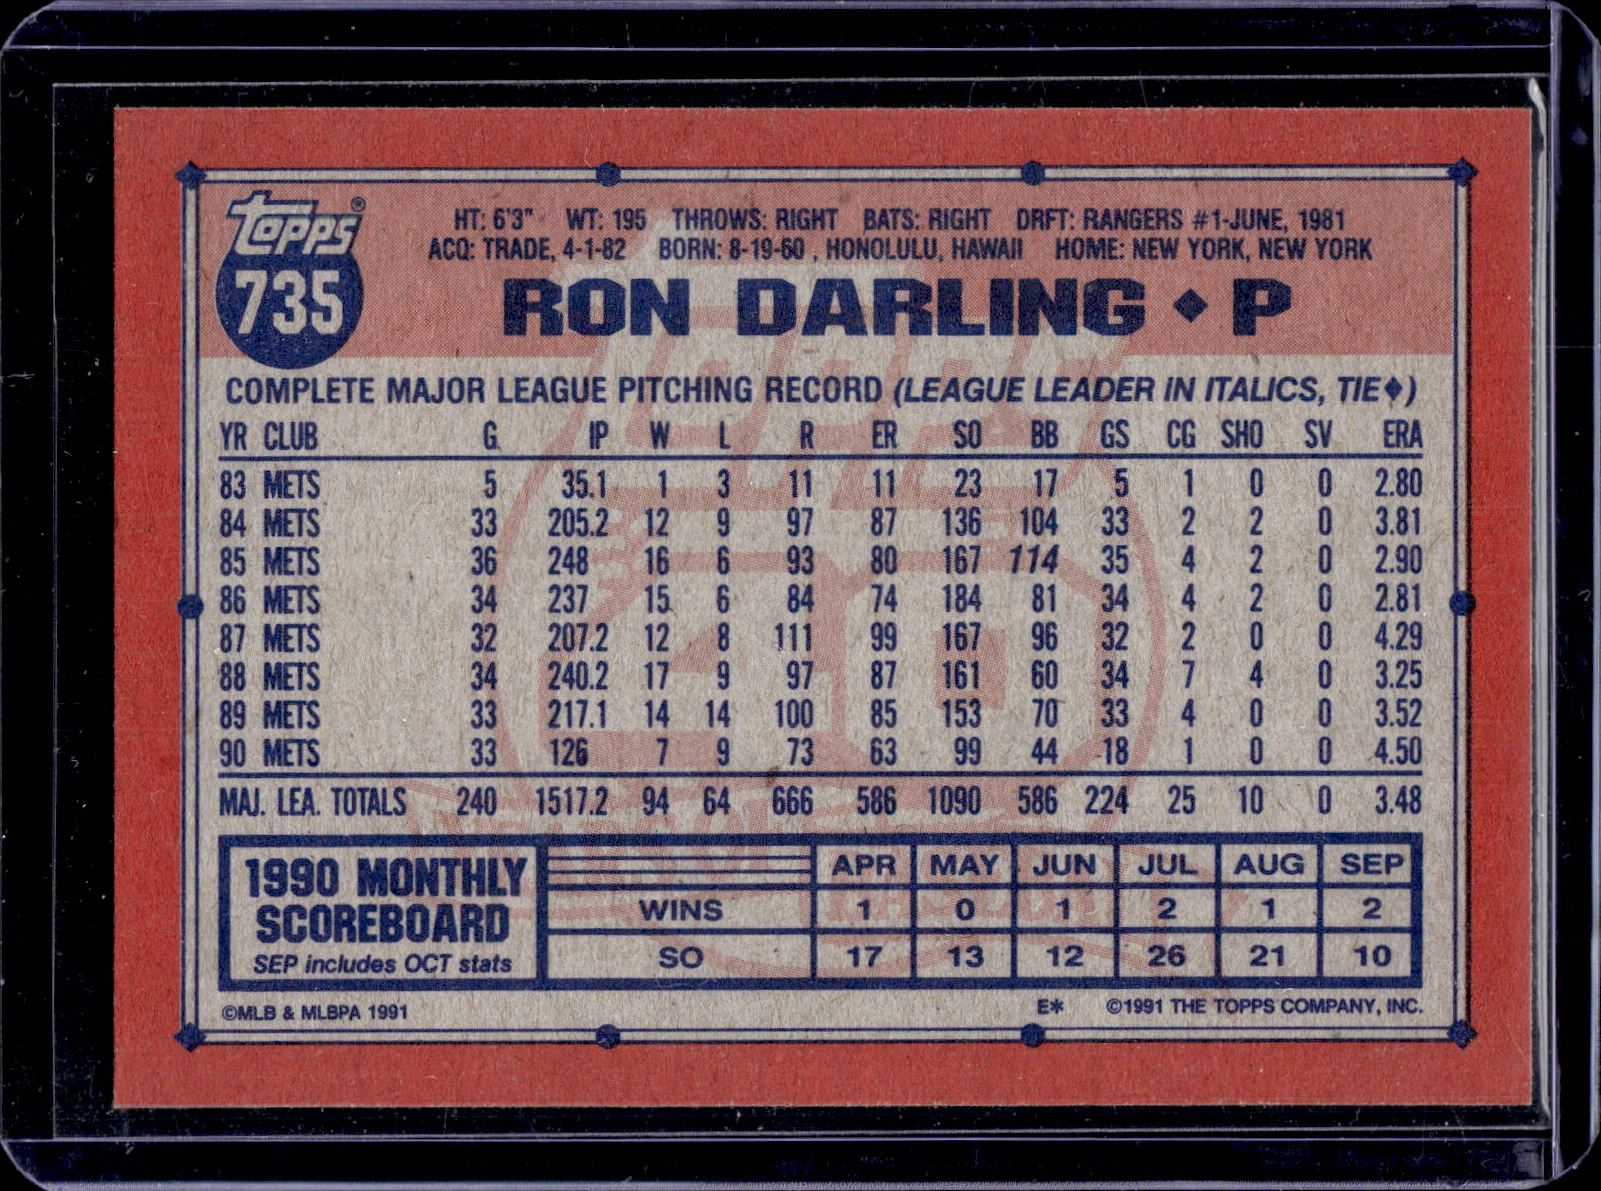 topps®
735
HT: 6'3" WT: 195 THROWS: RIGHT BATS: RIGHT DRFT: RANGERS #1-JUNE, 1981
ACQ: TRADE, 4-1-82 BORN: 8-19-60 , HONOLULU, HAWAII HOME: NEW YORK, NEW YORK
RON DARLING ◆ P
COMPLETE MAJOR LEAGUE PITCHING RECORD (LEAGUE LEADER IN ITALICS, TIE◆)
YR CLUB G IP W L R ER SO BB GS CG SHO SV ERA
83 METS 5 35.1 1 3 11 11 23 17 5 1 0 0 2.80
84 METS 33 205.2 12 9 97 87 136 104 33 2 2 0 3.81
85 METS 36 248 16 6 93 80 167 114 35 4 2 0 2.90
86 METS 34 237 15 6 84 74 184 81 34 4 2 0 2.81
87 METS 32 207.2 12 8 111 99 167 96 32 2 0 0 4.29
88 METS 34 240.2 17 9 97 87 161 60 34 7 4 0 3.25
89 METS 33 217.1 14 14 100 85 153 70 33 4 0 0 3.52
90 METS 33 126 7 9 73 63 99 44 18 1 0 0 4.50
MAJ. LEA. TOTALS 240 1517.2 94 64 666 586 1090 586 224 25 10 0 3.48
1990 MONTHLY
SCOREBOARD
SEP includes OCT stats
APR MAY JUN JUL AUG SEP
WINS 1 0 1 2 1 2
SO 17 13 12 26 21 10
©MLB & MLBPA 1991 E* ©1991 THE TOPPS COMPANY, INC.